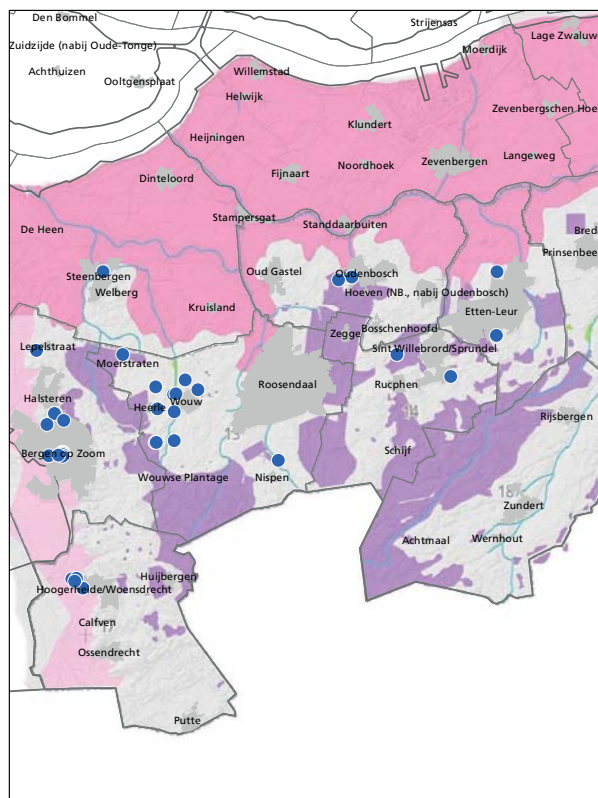 Den Bommel
Strijensas
Lage Zwaluwe
Zuidzijde (nabij Oude-Tonge)
Moerdijk
Achthuizen
Willemstad
Ooltgensplaat
Helwijk
Zevenbergschen Hoe
Klundert
Heijningen
Langeweg
Noordhoek
Zevenbergen
Fijnaart
Dinteloord
Stampersgat
Standdaarbuiten
De Heen
Bred
Prinsenbee
Oud Gastel
Oudenbosch
Steenbergen
Welberg
Hoeven (NB., nabij Oudenbosch)
Kruisland
Etten-Leur
Zegge
Bosschenhoofd
Lepelstraat
Sint Willebrord/Sprundel
Moerstraten
Roosendaal
Rucphen
Halsteren
Wouw
Heerle
14
Rijsbergen
13
Bergen op Zoom
Schijf
Wouwse Plantage
Nispen
Zundert
Wernhout
Achtmaal
Huijbergen
Hoogerheide/Woensdrecht
Calfven
Ossendrecht
Putte